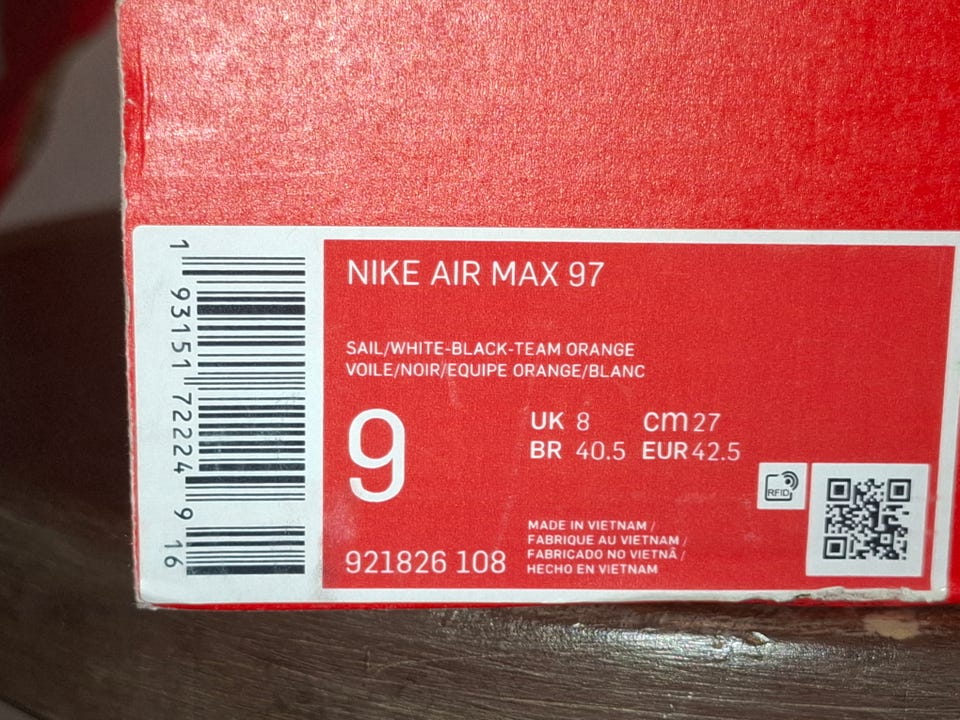 NIKE AIR MAX 97
SAIL/WHITE-BLACK-TEAM ORANGE
VOILE/NOIR/EQUIPE ORANGE/BLANC
9
UK 8 CM 27
BR 40.5 EUR 42.5
RFID
MADE IN VIETNAM /
FABRIQUE AU VIETNAM /
FABRICADO NO VIETNÃ /
HECHO EN VIETNAM
921826 108
1 93151 72224 9 16